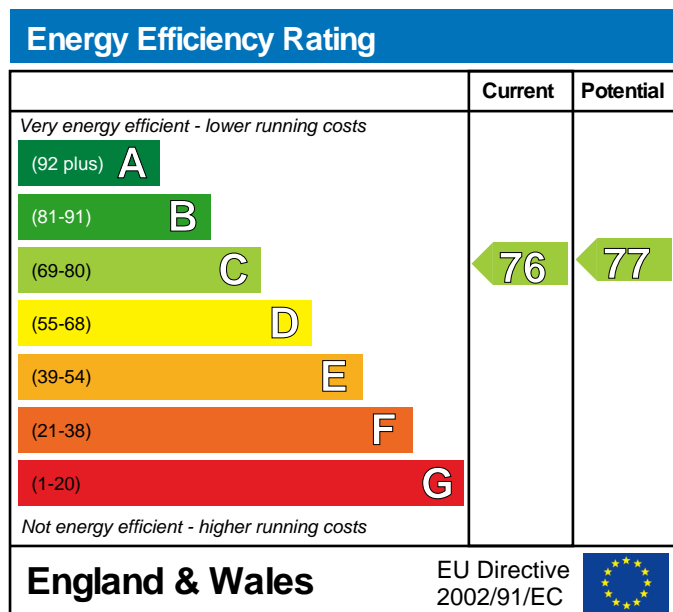 Energy Efficiency Rating
Current Potential
Very energy efficient - lower running costs
(92 plus) A
(81-91) B
(69-80) C 76 77
(55-68) D
(39-54) E
(21-38) F
(1-20) G
Not energy efficient - higher running costs
England & Wales
EU Directive
2002/91/EC